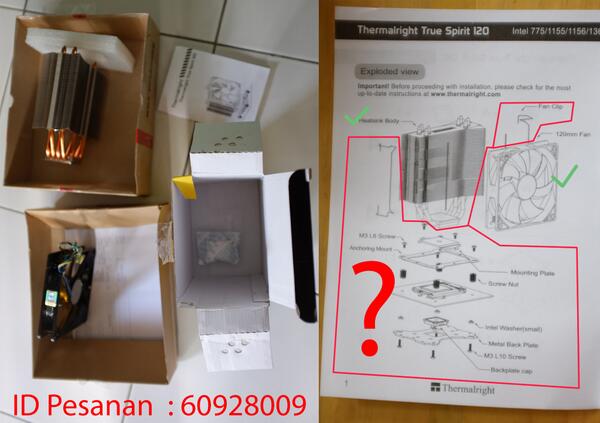 Thermalright True Spirit 120
Intel 775/1155/1156/136
Exploded view
Important! Before proceeding with installation, please check for the most
up-to-date instructions at www.thermalright.com
Fan Clip
Heatsink Body
120mm Fan
M3 L6 Screw
Anchoring Mount
Mounting Plate
Screw Nut
?
Intel Washer(small)
Metal Back Plate
M3 L10 Screw
Backplate cap
1
Thermalright
ID Pesanan : 60928009